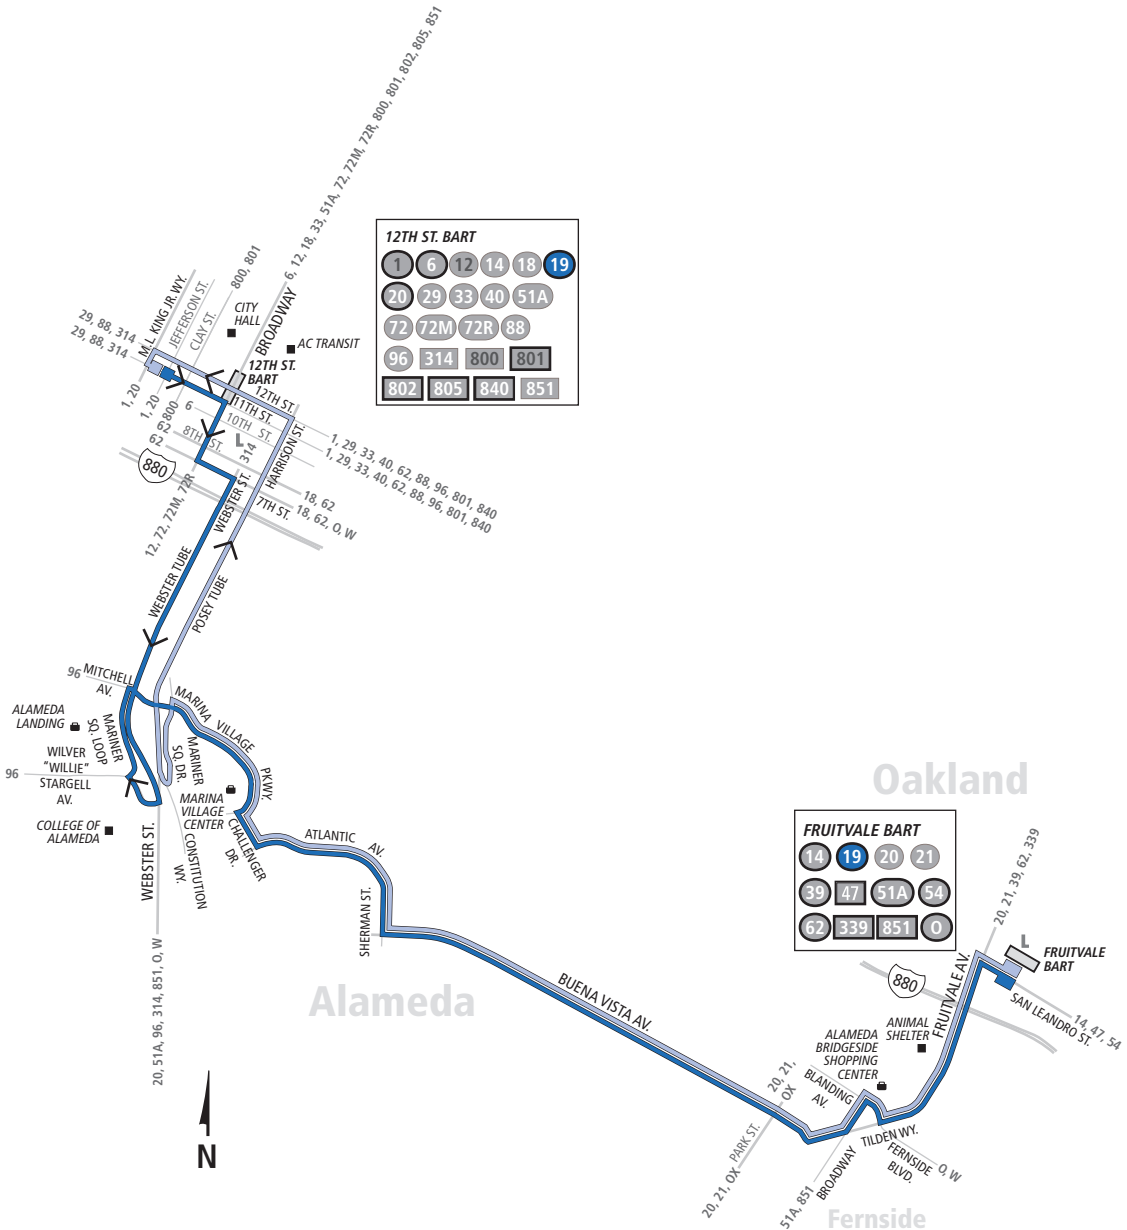 6, 12, 18, 33, 51A, 72, 72M, 72R, 800, 801, 802, 805, 851
800, 801
12TH ST. BART
1 6 12 14 18 19
20 29 33 40 51A
72 72M 72R 88
96 314 800 801
802 805 840 851
M.L KING JR.WY.
JEFFERSON ST.
CLAY ST.
CITY
HALL
BROADWAY
AC TRANSIT
29, 88, 314
29, 88, 314
12TH ST.
BART
12TH ST.
11TH ST.
10TH ST.
8TH ST.
7TH ST.
1, 20
1, 20
800
6
62
62
L
314
HARRISON ST.
WEBSTER ST.
1, 29, 33, 40, 62, 88, 96, 801, 840
1, 29, 33, 40, 62, 88, 96, 801, 840
18, 62
18, 62, O, W
880
12, 72, 72M, 72R
WEBSTER TUBE
POSEY TUBE
96
MITCHELL
AV.
ALAMEDA
LANDING
MARINER
SQ. LOOP
MARINA VILLAGE PKWY.
MARINER
SQ. DR.
WILVER
"WILLIE"
STARGELL
AV.
96
MARINA
VILLAGE
CENTER
COLLEGE OF
ALAMEDA
WEBSTER ST.
CONSTITUTION
WY.
CHALLENGER
DR.
ATLANTIC AV.
SHERMAN ST.
20, 51A, 96, 314, 851, O, W
Oakland
FRUITVALE BART
14 19 20 21
39 47 51A 54
62 339 851 O
20, 21, 39, 62, 339
L
FRUITVALE
BART
FRUITVALE AV.
880
SAN LEANDRO ST.
14, 47, 54
Alameda
BUENA VISTA AV.
ANIMAL
SHELTER
ALAMEDA
BRIDGESIDE
SHOPPING
CENTER
20, 21,
OX
BLANDING
AV.
PARK ST.
20, 21, OX
TILDEN WY.
BROADWAY
51A, 851
FERNSIDE
BLVD.
O, W
Fernside
N